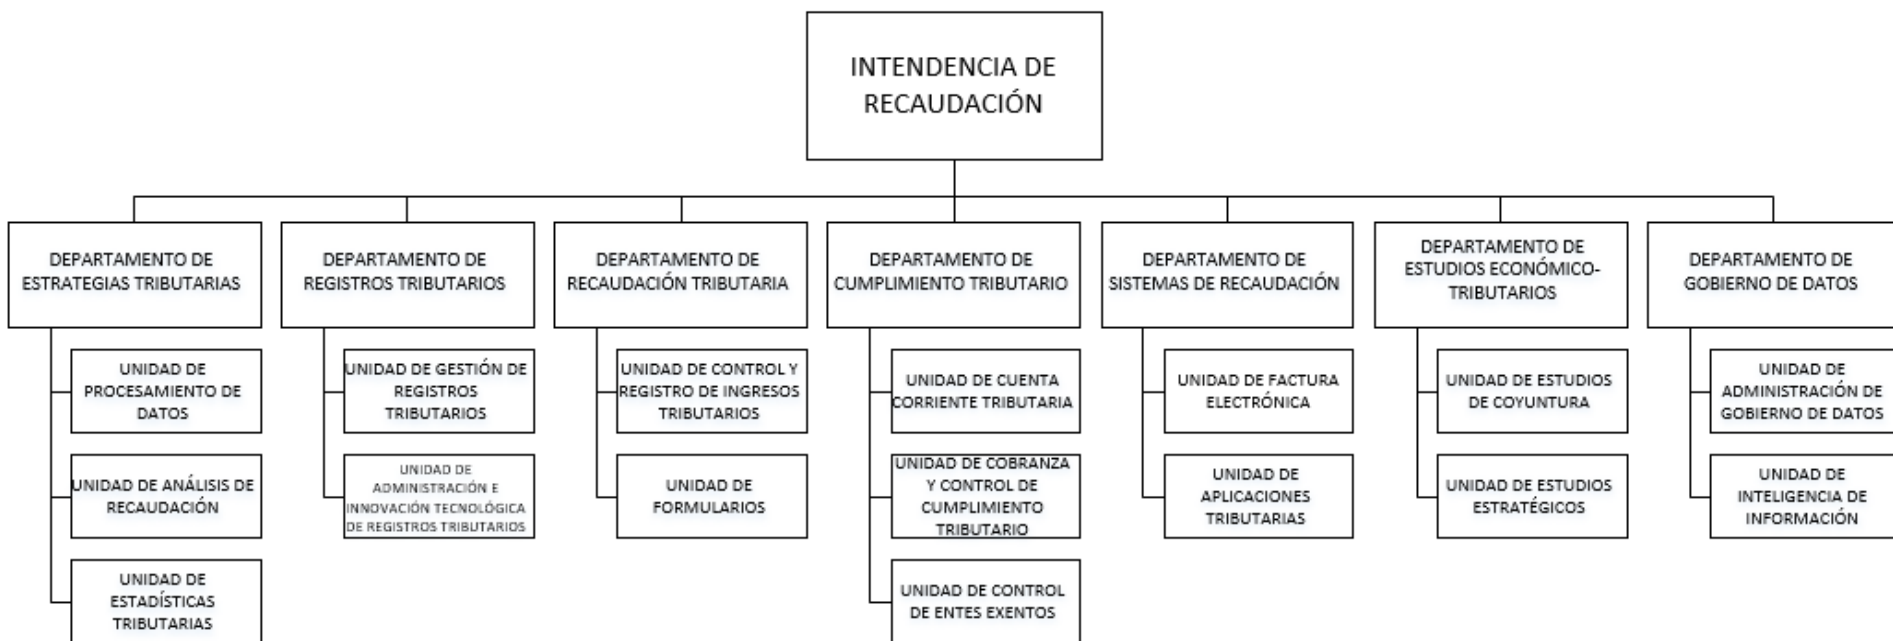 INTENDENCIA DE
RECAUDACIÓN
DEPARTAMENTO DE
ESTRATEGIAS TRIBUTARIAS
DEPARTAMENTO DE
REGISTROS TRIBUTARIOS
DEPARTAMENTO DE
RECAUDACIÓN TRIBUTARIA
DEPARTAMENTO DE
CUMPLIMIENTO TRIBUTARIO
DEPARTAMENTO DE
SISTEMAS DE RECAUDACIÓN
DEPARTAMENTO DE
ESTUDIOS ECONÓMICO-
TRIBUTARIOS
DEPARTAMENTO DE
GOBIERNO DE DATOS
UNIDAD DE
PROCESAMIENTO DE
DATOS
UNIDAD DE GESTIÓN DE
REGISTROS
TRIBUTARIOS
UNIDAD DE CONTROL Y
REGISTRO DE INGRESOS
TRIBUTARIOS
UNIDAD DE CUENTA
CORRIENTE TRIBUTARIA
UNIDAD DE FACTURA
ELECTRÓNICA
UNIDAD DE ESTUDIOS
DE COYUNTURA
UNIDAD DE
ADMINISTRACIÓN DE
GOBIERNO DE DATOS
UNIDAD DE ANÁLISIS DE
RECAUDACIÓN
UNIDAD DE
ADMINISTRACIÓN E
INNOVACIÓN TECNOLÓGICA
DE REGISTROS TRIBUTARIOS
UNIDAD DE
FORMULARIOS
UNIDAD DE COBRANZA
Y CONTROL DE
CUMPLIMIENTO
TRIBUTARIO
UNIDAD DE
APLICACIONES
TRIBUTARIAS
UNIDAD DE ESTUDIOS
ESTRATÉGICOS
UNIDAD DE
INTELIGENCIA DE
INFORMACIÓN
UNIDAD DE
ESTADÍSTICAS
TRIBUTARIAS
UNIDAD DE CONTROL
DE ENTES EXENTOS